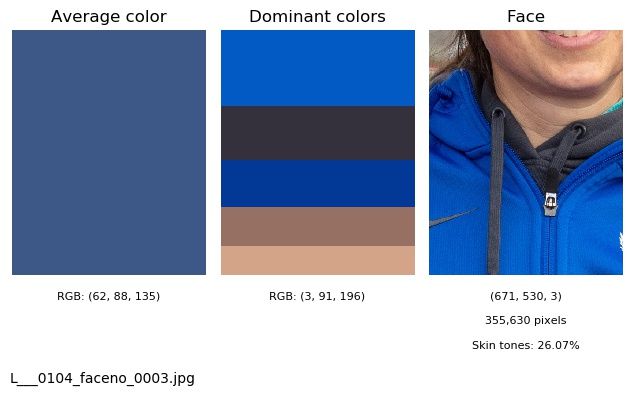 Average color
Dominant colors
Face
RGB: (62, 88, 135)
RGB: (3, 91, 196)
(671, 530, 3)
355,630 pixels
Skin tones: 26.07%
L___0104_faceno_0003.jpg